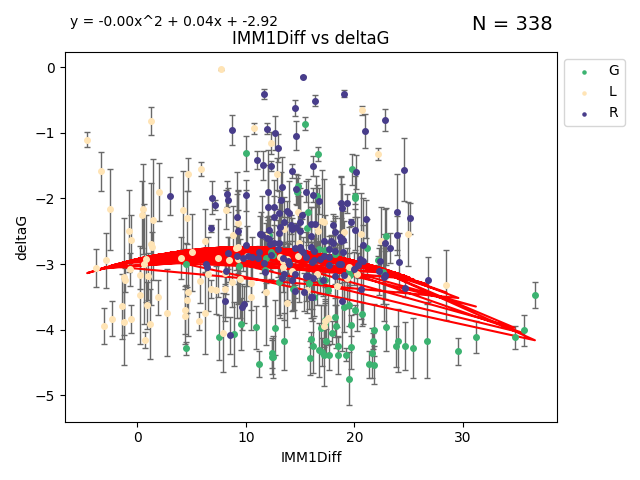 y = -0.00x^2 + 0.04x + -2.92
N = 338
IMM1Diff vs deltaG
G
L
R
deltaG
0
−1
−2
−3
−4
−5
0 10 20 30
IMM1Diff